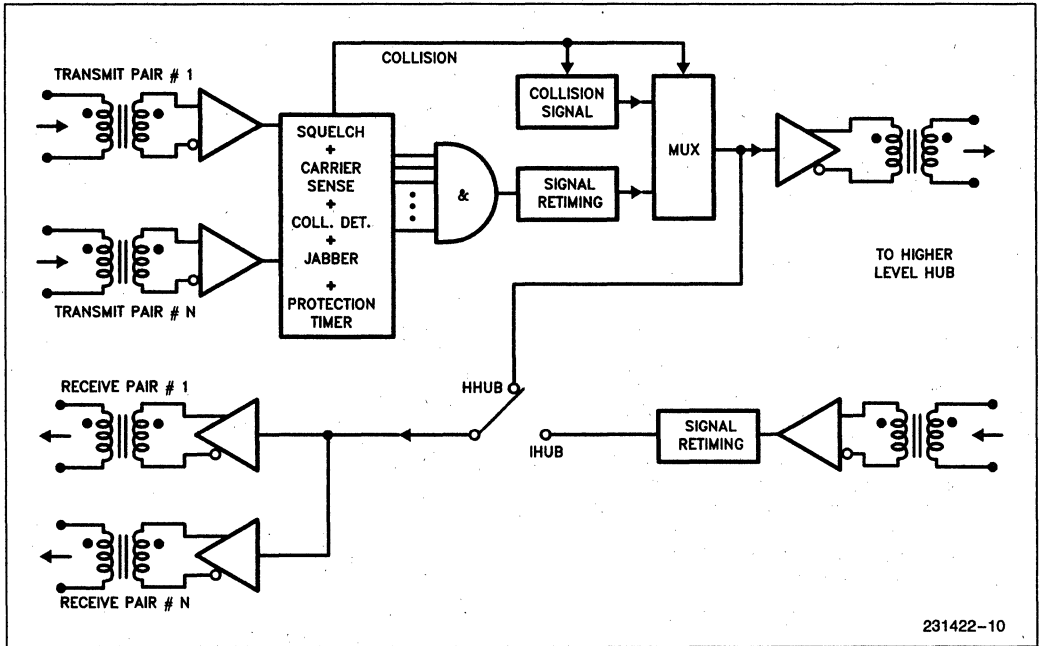 COLLISION
TRANSMIT PAIR # 1
SQUELCH
+
CARRIER
SENSE
+
COLL. DET.
+
JABBER
+
PROTECTION
TIMER
&
COLLISION
SIGNAL
SIGNAL
RETIMING
MUX
TO HIGHER
LEVEL HUB
TRANSMIT PAIR # N
RECEIVE PAIR # 1
HHUB
IHUB
SIGNAL
RETIMING
RECEIVE PAIR # N
231422-10